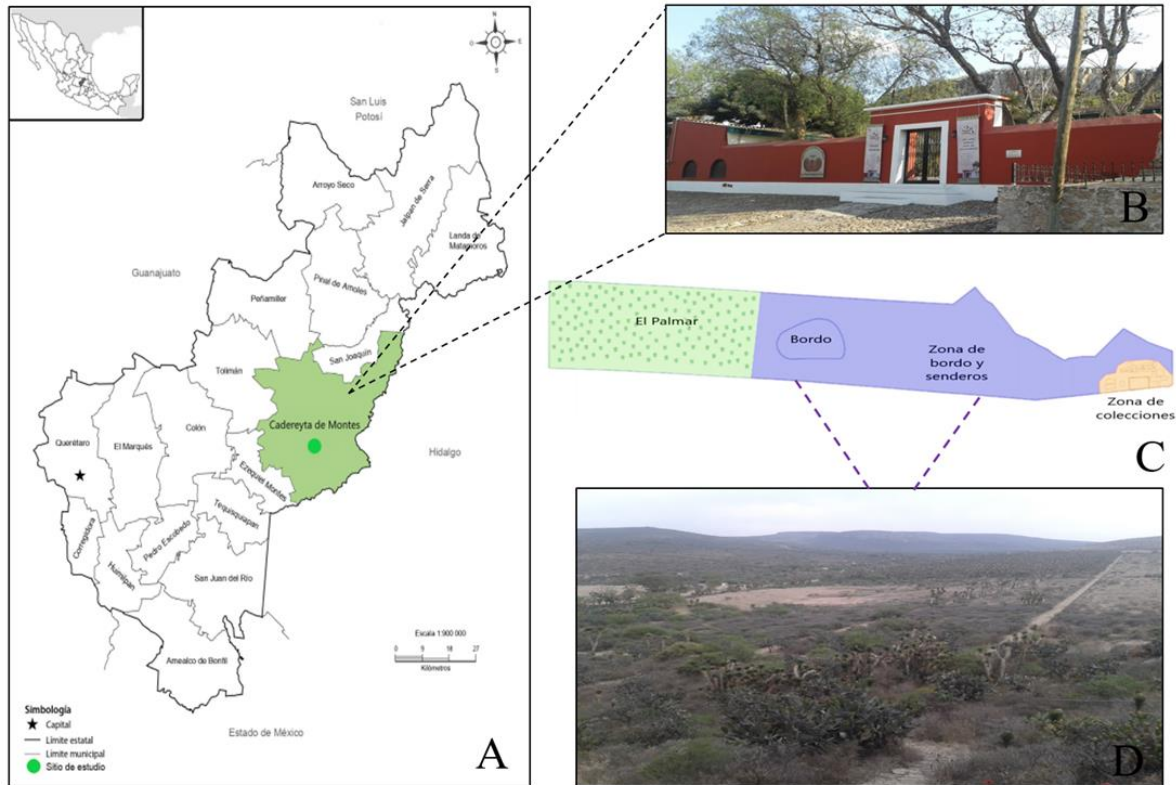 San Luis
Potosí
Arroyo Seco
Jalpan de Serra
Landa de
Matamoros
Guanajuato
Peñamiller
Pinal de Amoles
San Joaquín
Tolimán
Cadereyta de Montes
Querétaro
El Marqués
Colón
Ezequiel Montes
Hidalgo
Tequisquiapan
Corregidora
Pedro Escobedo
Huimilpan
San Juan del Río
Amealco de Bonfil
Estado de México
Escala 1:900 000
0 9 18 27
Kilómetros
Simbología
Capital
Límite estatal
Límite municipal
Sitio de estudio
A
B
El Palmar
Bordo
Zona de
bordo y
senderos
Zona de
colecciones
C
D